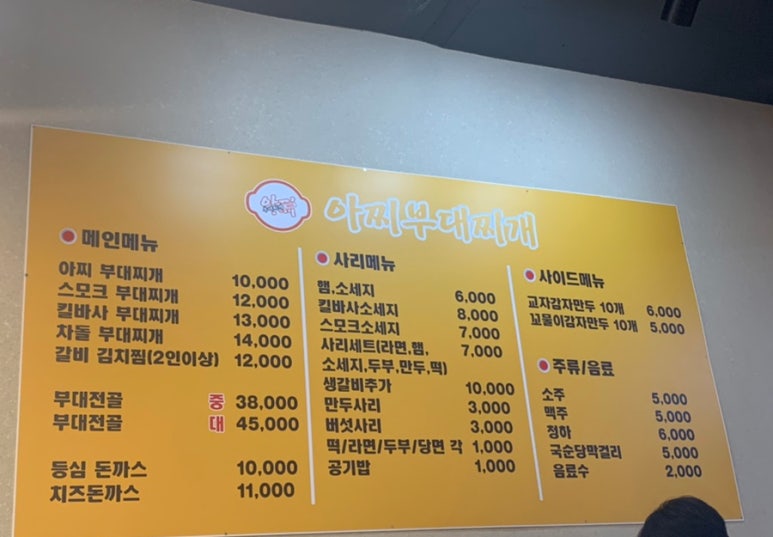 아찌부대찌개
메인메뉴
아찌 부대찌개 10,000
스모크 부대찌개 12,000
킬바사 부대찌개 13,000
차돌 부대찌개 14,000
갈비 김치찜(2인이상) 12,000
부대전골 중 38,000
부대전골 대 45,000
등심 돈까스 10,000
치즈돈까스 11,000
사리메뉴
햄,소세지 6,000
킬바사소세지 8,000
스모크소세지 7,000
사리세트(라면,햄, 7,000
소세지,두부,만두,떡)
생갈비추가 10,000
만두사리 3,000
버섯사리 3,000
떡/라면/두부/당면 각 1,000
공기밥 1,000
사이드메뉴
교자감자만두 10개 6,000
꼬물이감자만두 10개 5,000
주류/음료
소주 5,000
맥주 5,000
청하 6,000
국순당막걸리 5,000
음료수 2,000